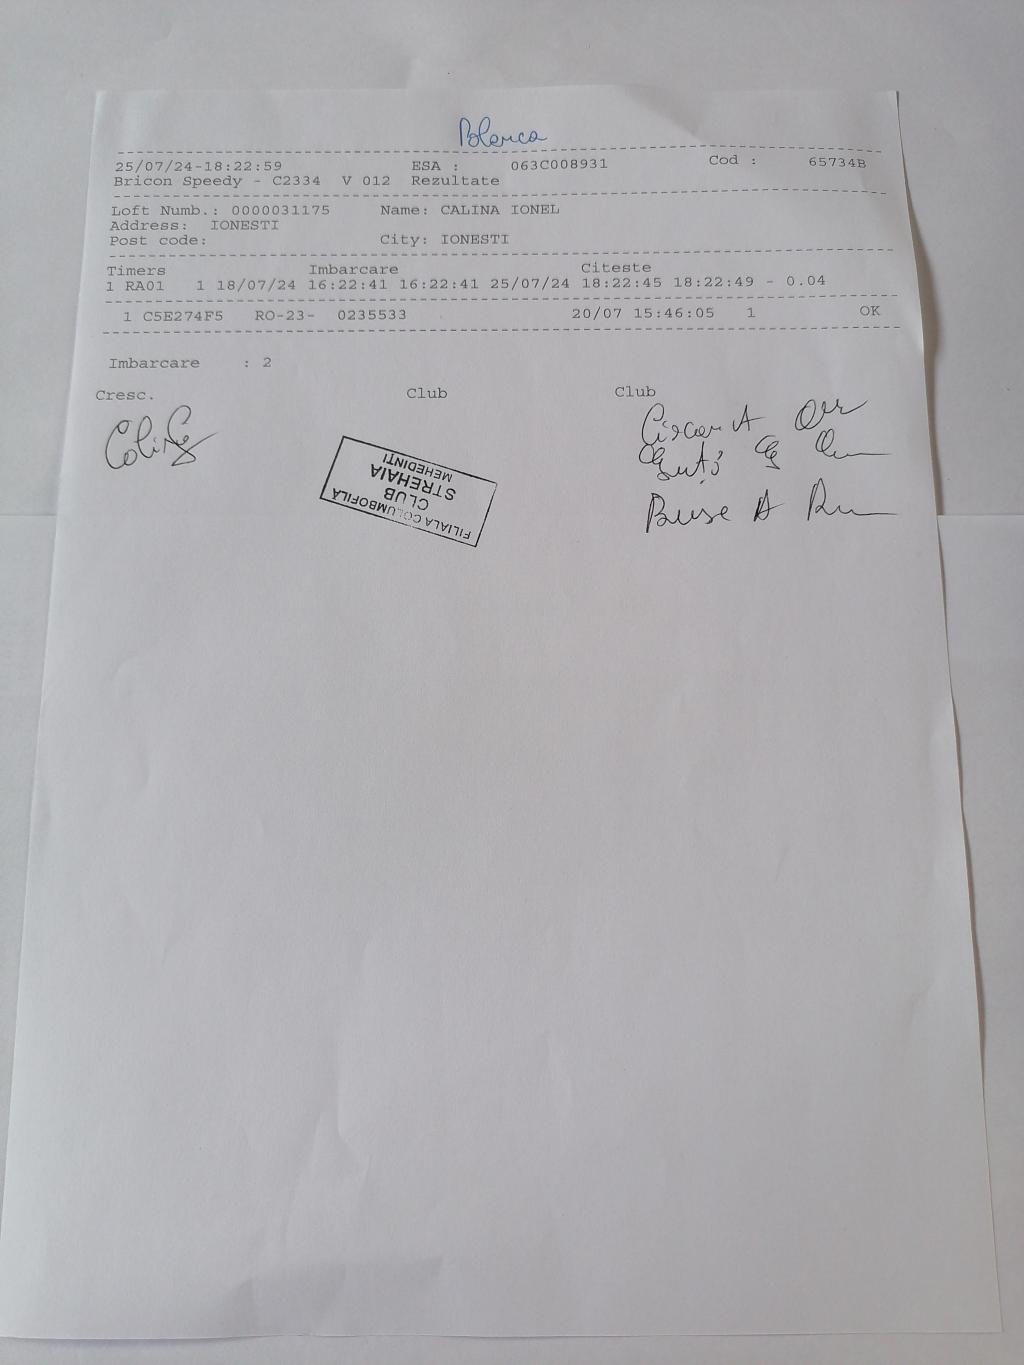 25/07/24-18:22:59 ESA : 063C008931 Cod : 65734B
Bricon Speedy - C2334 V 012 Rezultate
Loft Numb.: 0000031175 Name: CALINA IONEL
Address: IONESTI
Post code: City: IONESTI
Timers Imbarcare Citeste
1 RA01 1 18/07/24 16:22:41 16:22:41 25/07/24 18:22:45 18:22:49 - 0.04
1 C5E274F5 RO-23- 0235533 20/07 15:46:05 1 OK
Imbarcare : 2
Cresc. Club Club
FILIALA COLUMBOFILA
CLUB
STREHAIA
MEHEDINTI